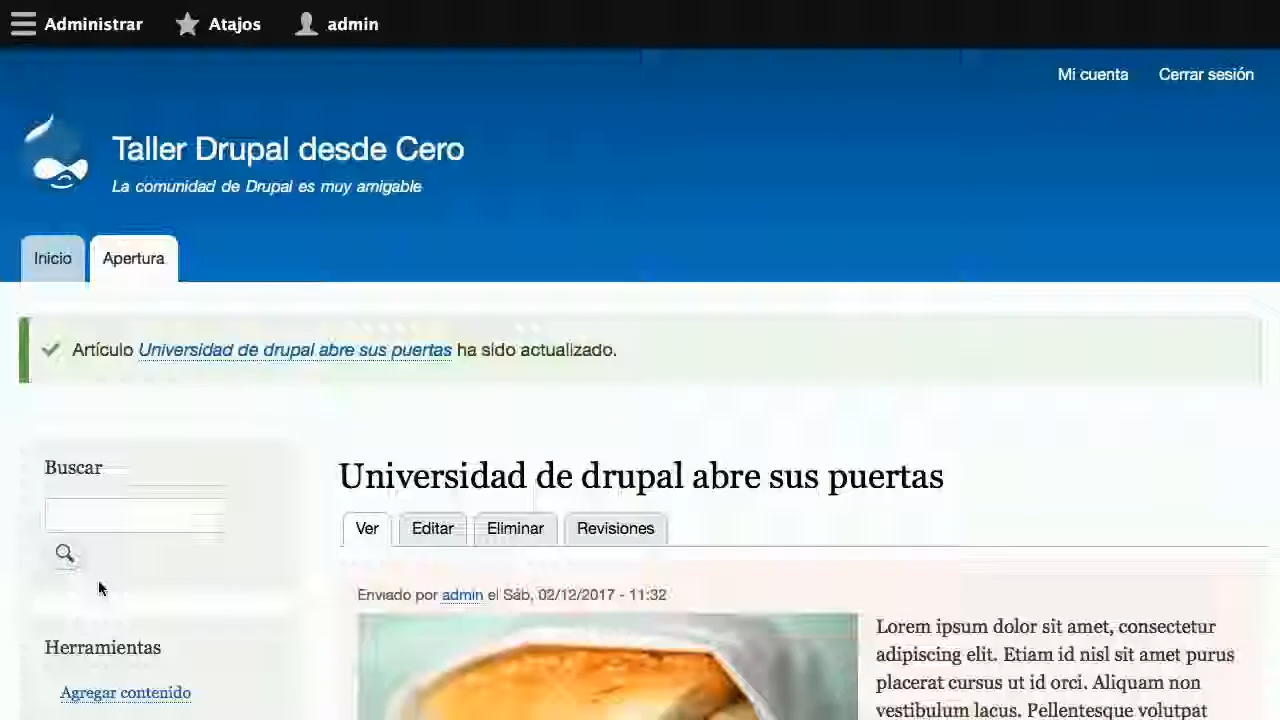 Administrar Atajos admin
Mi cuenta Cerrar sesión
Taller Drupal desde Cero
La comunidad de Drupal es muy amigable
Inicio Apertura
Artículo Universidad de drupal abre sus puertas ha sido actualizado.
Buscar
Universidad de drupal abre sus puertas
Ver Editar Eliminar Revisiones
Enviado por admin el Sáb, 02/12/2017 - 11:32
Herramientas
Agregar contenido
Lorem ipsum dolor sit amet, consectetur
adipiscing elit. Etiam id nisl sit amet purus
placerat cursus ut id orci. Aliquam non
vestibulum lacus. Pellentesque volutpat